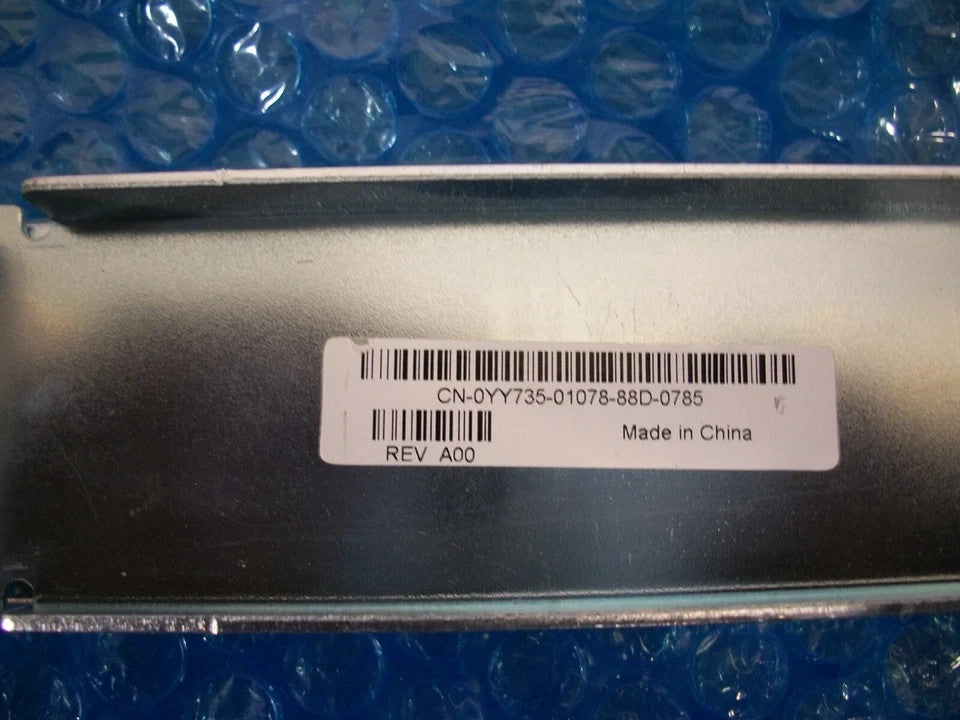 CN-0YY735-01078-88D-0785
Made in China
REV A00